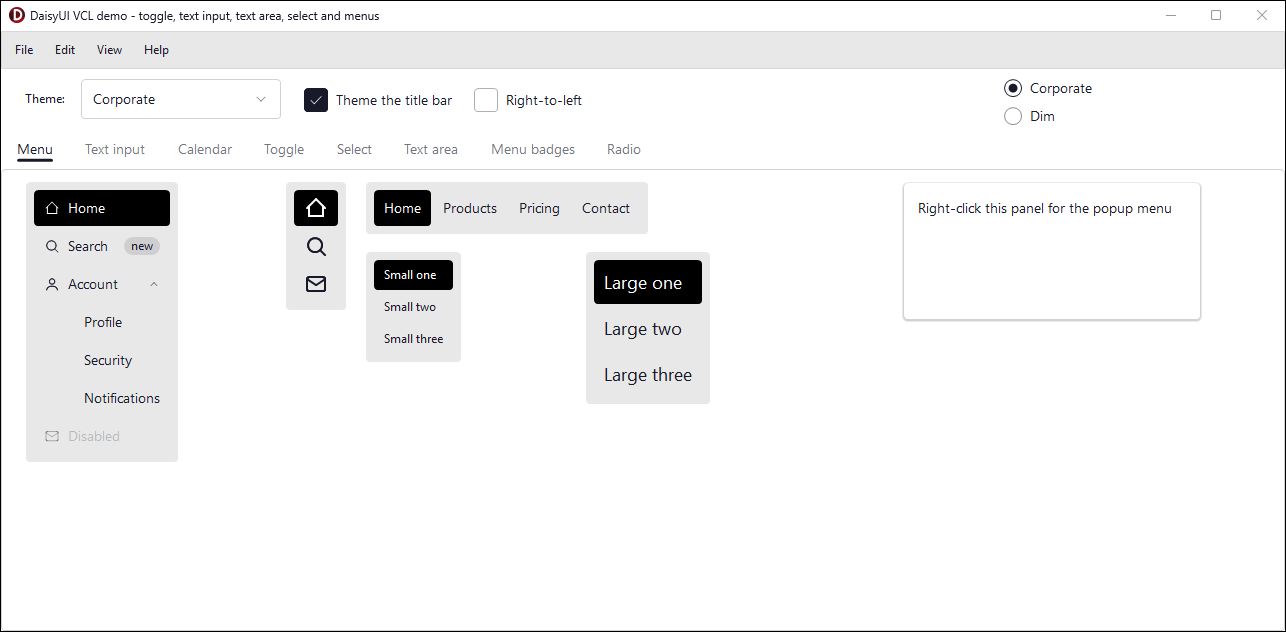 DaisyUI VCL demo - toggle, text input, text area, select and menus
File Edit View Help
Theme: Corporate Theme the title bar Right-to-left Corporate
Dim
Menu Text input Calendar Toggle Select Text area Menu badges Radio
Home
Search new
Account
Profile
Security
Notifications
Disabled
Home Products Pricing Contact
Small one
Small two
Small three
Large one
Large two
Large three
Right-click this panel for the popup menu